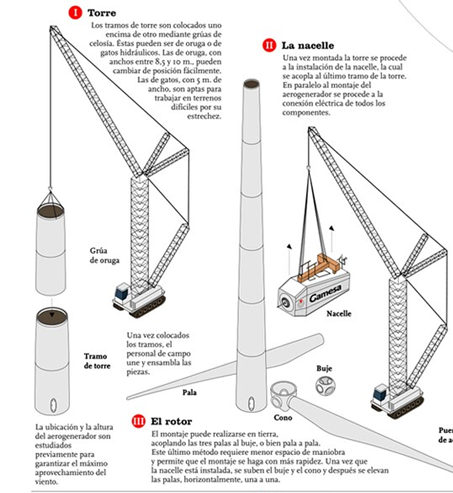 I Torre
Los tramos de torre son colocados uno
encima de otro mediante grúas de
celosía. Éstas pueden ser de oruga o de
gatos hidráulicos. Las de oruga, con
anchos entre 8,5 y 10 m., pueden
cambiar de posición fácilmente.
Las de gatos, con 5 m. de
ancho, son aptas para
trabajar en terrenos
difíciles por su
estrechez.
II La nacelle
Una vez montada la torre se procede
a la instalación de la nacelle, la cual
se acopla al último tramo de la torre.
En paralelo al montaje del
aerogenerador se procede a la
conexión eléctrica de todos los
componentes.
Grúa
de oruga
Gamesa
Nacelle
Tramo
de torre
Una vez colocados
los tramos, el
personal de campo
une y ensambla las
piezas.
Pala
Buje
Cono
La ubicación y la altura
del aerogenerador son
estudiados
previamente para
garantizar el máximo
aprovechamiento del
viento.
III El rotor
El montaje puede realizarse en tierra,
acoplando las tres palas al buje, o bien pala a pala.
Este último método requiere menor espacio de maniobra
y permite que el montaje se haga con más rapidez. Una vez que
la nacelle está instalada, se suben el buje y el cono y después se elevan
las palas, horizontalmente, una a una.
de a